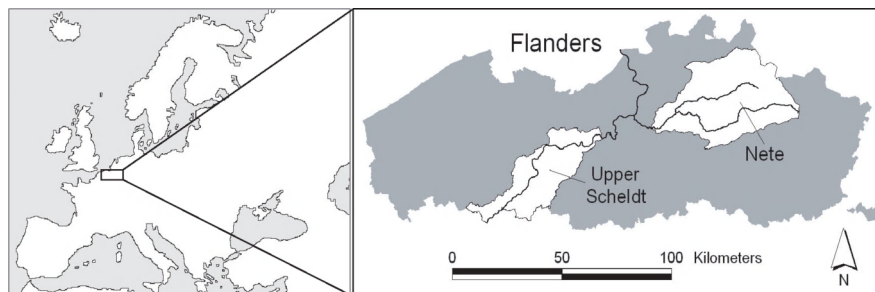 Flanders
Nete
Upper
Scheldt
0 50 100 Kilometers
N